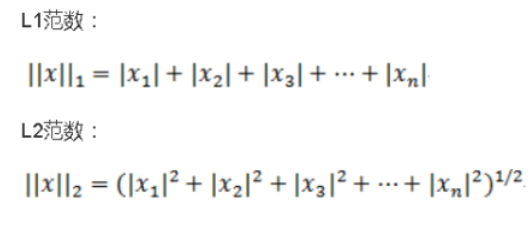 L1范数：
||x||₁ = |x₁| + |x₂| + |x₃| + ⋯ + |xₙ|
L2范数：
||x||₂ = (|x₁|² + |x₂|² + |x₃|² + ⋯ + |xₙ|²)¹/²